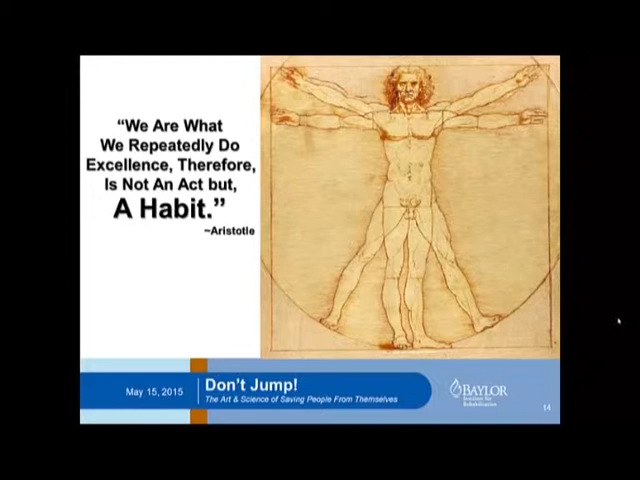 “We Are What
We Repeatedly Do
Excellence, Therefore,
Is Not An Act but,
A Habit.”
~Aristotle
May 15, 2015
Don't Jump!
The Art & Science of Saving People From Themselves
BAYLOR
Institute for
Rehabilitation
14